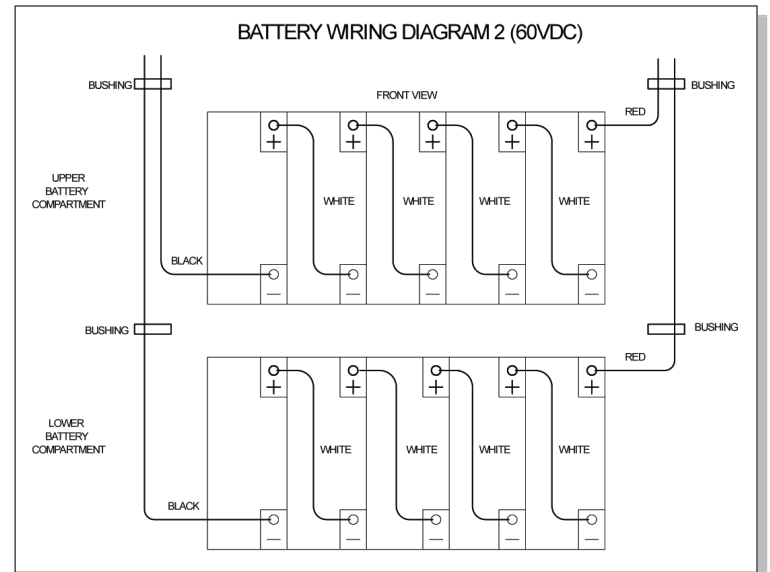 BATTERY WIRING DIAGRAM 2 (60VDC)
BUSHING
BUSHING
FRONT VIEW
RED
+ + + + +
UPPER
BATTERY
COMPARTMENT
WHITE WHITE WHITE WHITE
BLACK
— — — — —
BUSHING
BUSHING
RED
+ + + + +
LOWER
BATTERY
COMPARTMENT
WHITE WHITE WHITE WHITE
BLACK
— — — — —